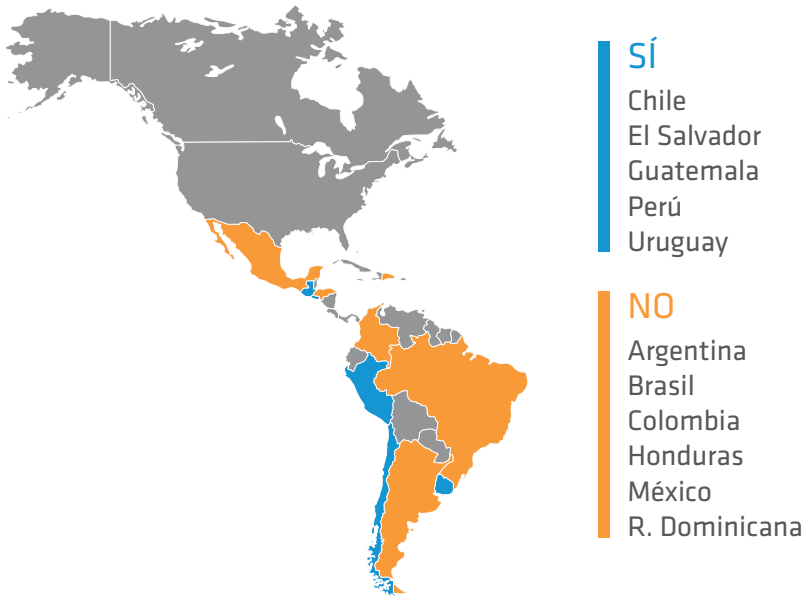 SÍ
Chile
El Salvador
Guatemala
Perú
Uruguay
NO
Argentina
Brasil
Colombia
Honduras
México
R. Dominicana